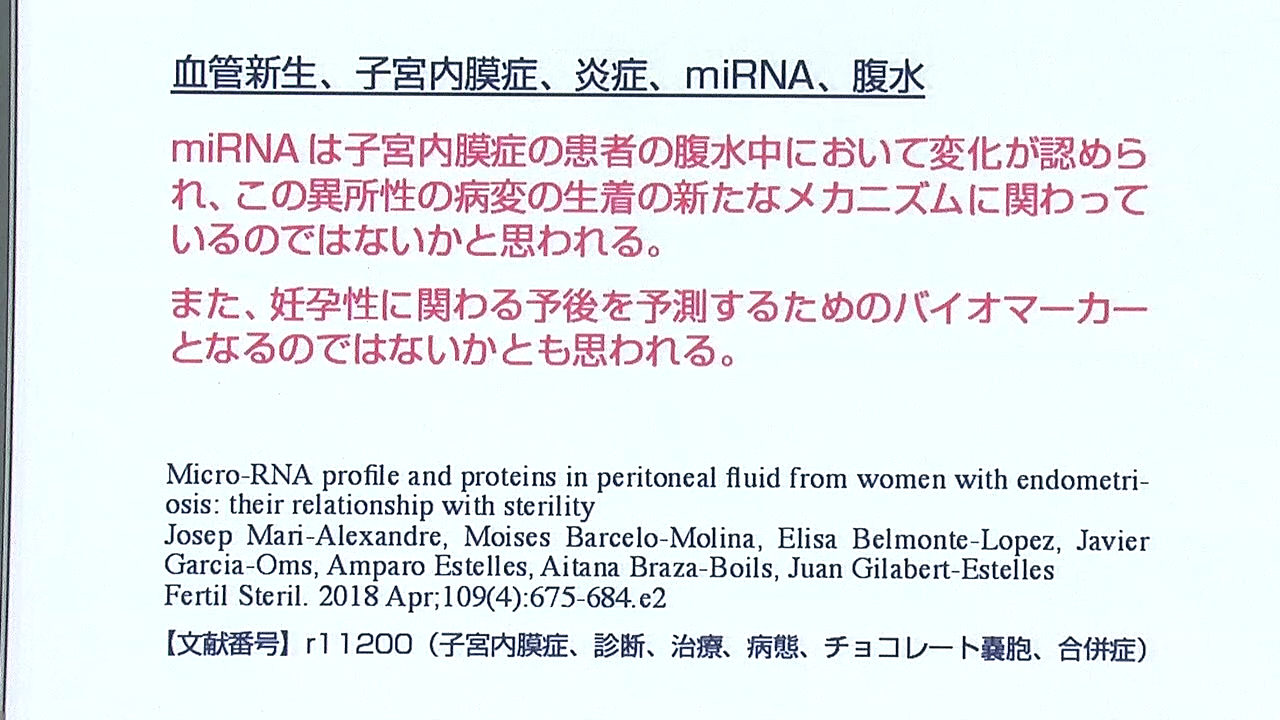 血管新生、子宮内膜症、炎症、miRNA、腹水
miRNA は子宮内膜症の患者の腹水中において変化が認めら
れ、この異所性の病変の生着の新たなメカニズムに関わって
いるのではないかと思われる。
また、妊孕性に関わる予後を予測するためのバイオマーカー
となるのではないかとも思われる。
Micro-RNA profile and proteins in peritoneal fluid from women with endometri-
osis: their relationship with sterility
Josep Mari-Alexandre, Moises Barcelo-Molina, Elisa Belmonte-Lopez, Javier
Garcia-Oms, Amparo Estelles, Aitana Braza-Boils, Juan Gilabert-Estelles
Fertil Steril. 2018 Apr;109(4):675-684.e2
【文献番号】r11200（子宮内膜症、診断、治療、病態、チョコレート嚢胞、合併症）